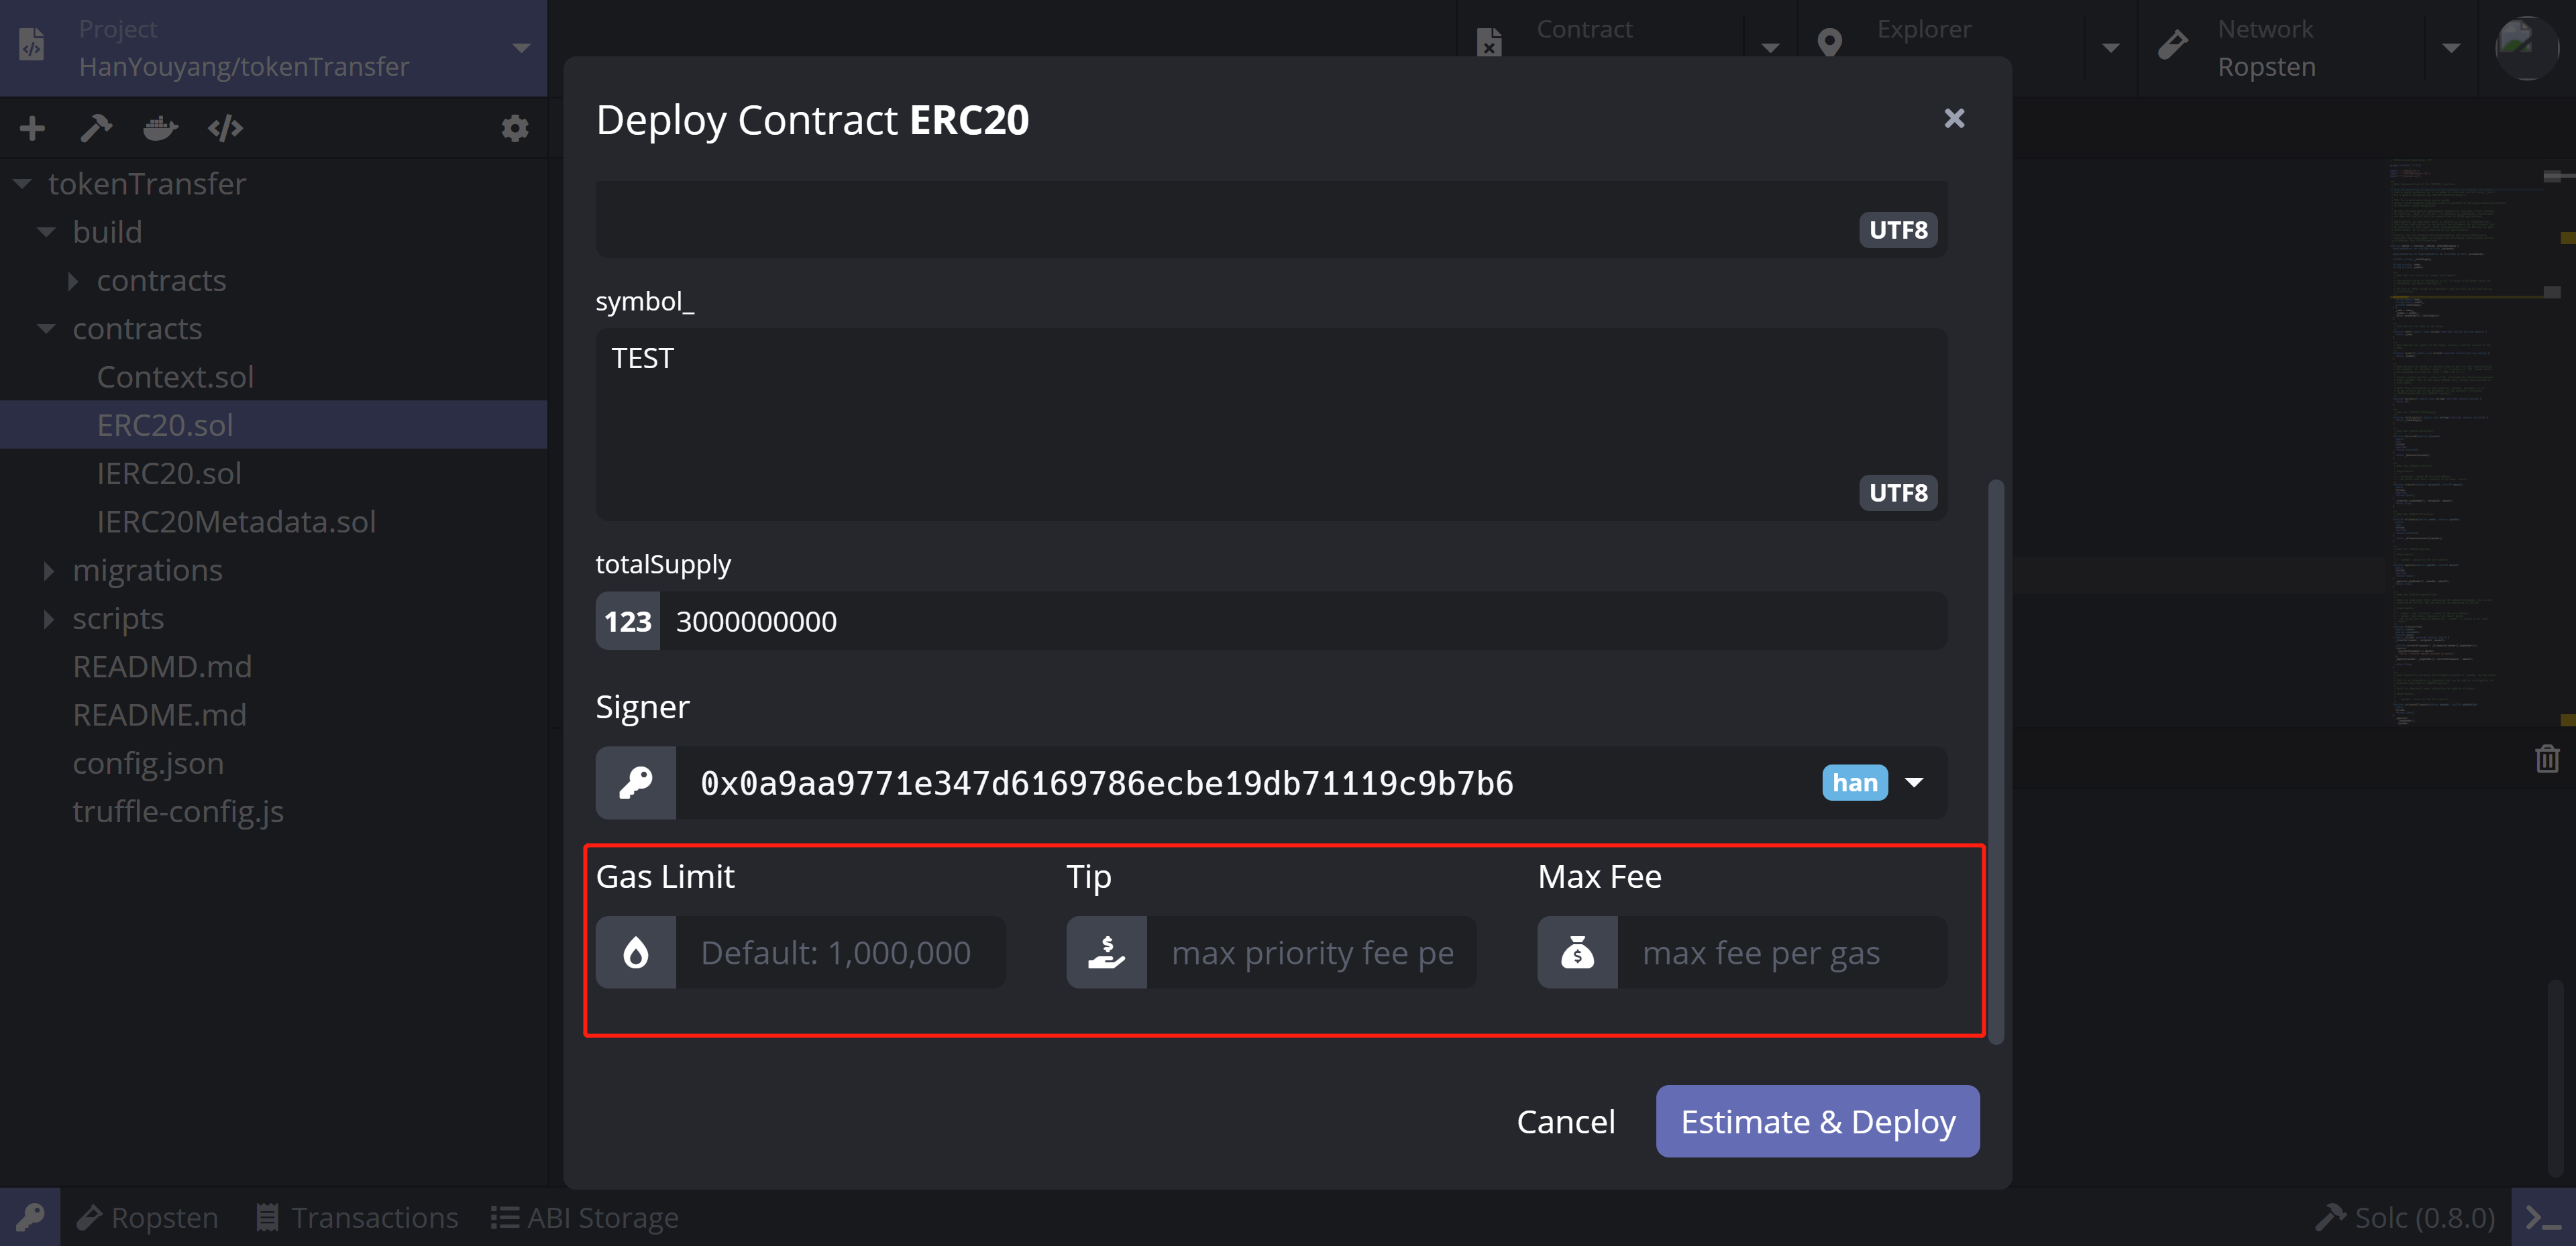 Project
HanYouyang/tokenTransfer
Contract
Explorer
Network
Ropsten
tokenTransfer
build
contracts
contracts
Context.sol
ERC20.sol
IERC20.sol
IERC20Metadata.sol
migrations
scripts
READMD.md
README.md
config.json
truffle-config.js
Deploy Contract ERC20
UTF8
symbol_
TEST
UTF8
totalSupply
123 3000000000
Signer
0x0a9aa9771e347d6169786ecbe19db71119c9b7b6 han
Gas Limit Tip Max Fee
Default: 1,000,000 max priority fee pe max fee per gas
Cancel Estimate & Deploy
Ropsten Transactions ABI Storage Solc (0.8.0)